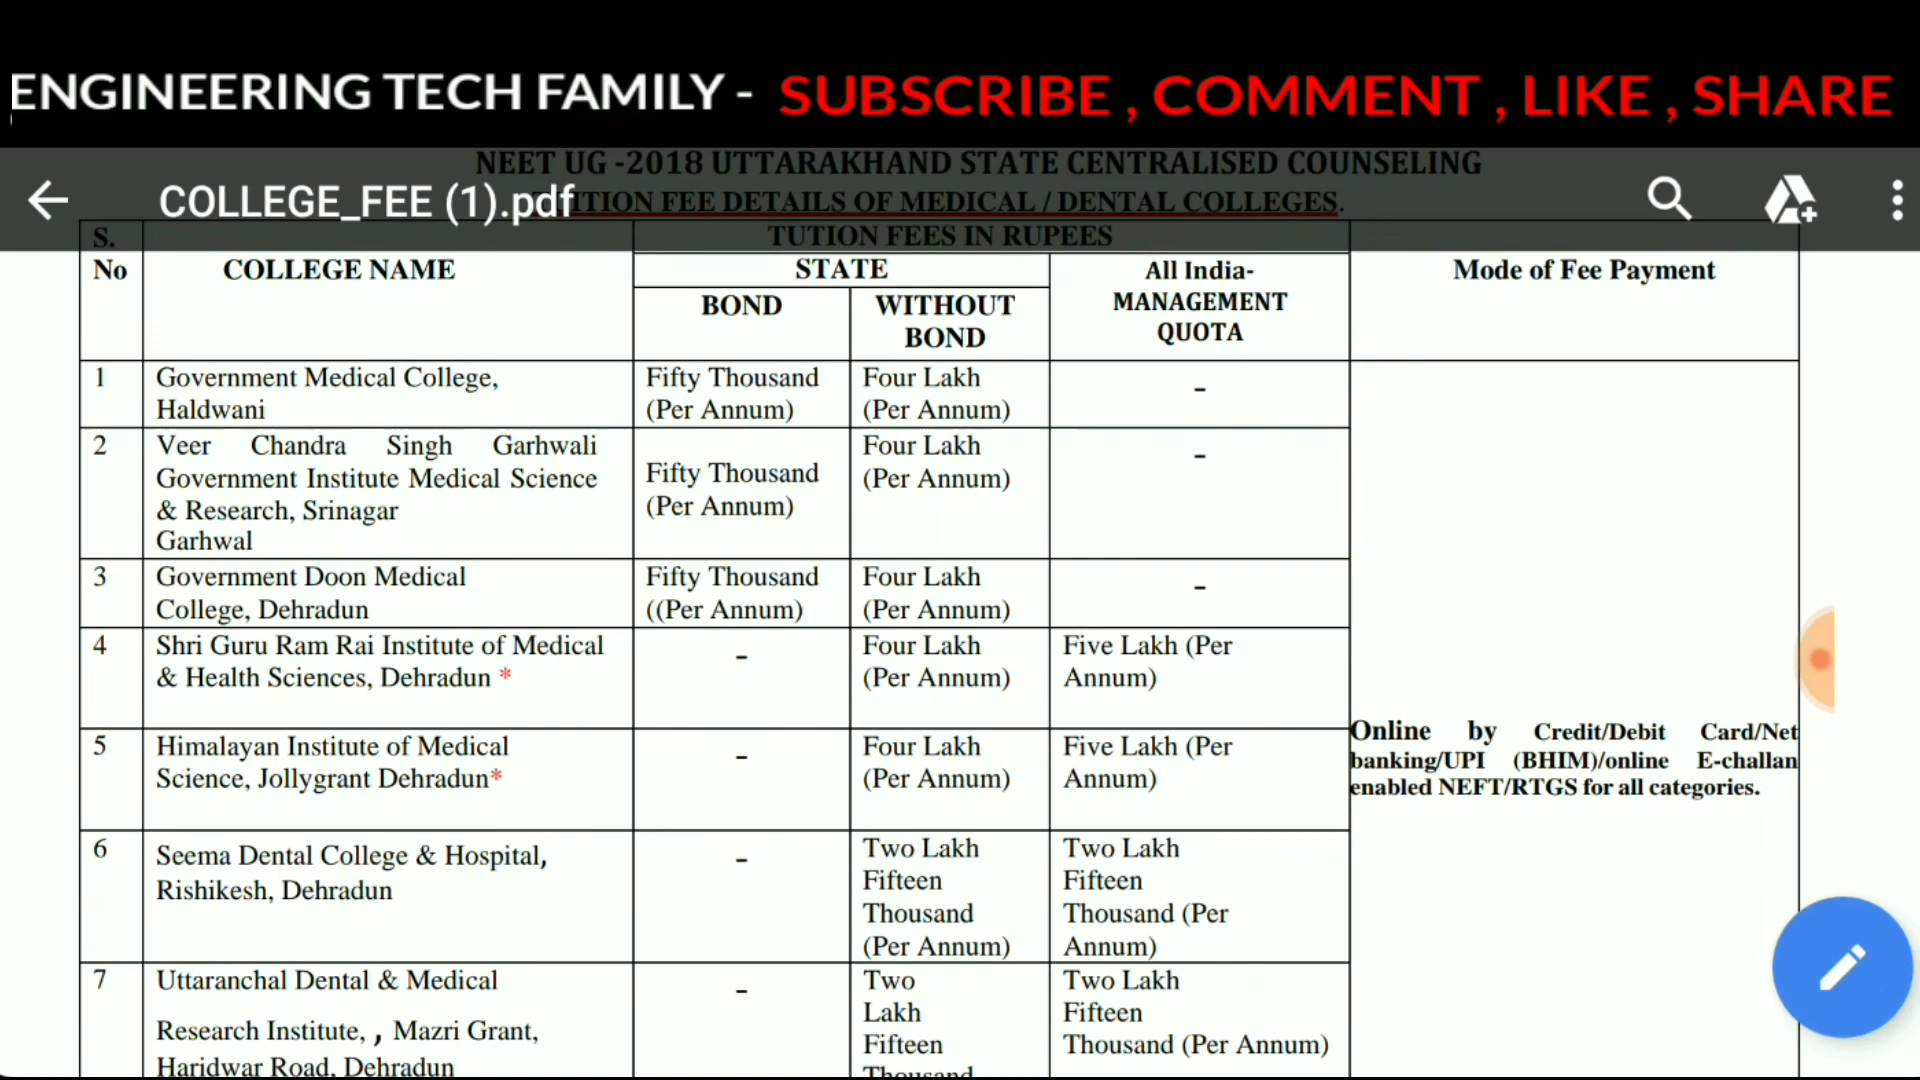 ENGINEERING TECH FAMILY - SUBSCRIBE , COMMENT , LIKE , SHARE
NEET UG -2018 UTTARAKHAND STATE CENTRALISED COUNSELING
COLLEGE_FEE (1).pdf
TION FEE DETAILS OF MEDICAL / DENTAL COLLEGES.
S.
No
COLLEGE NAME
TUTION FEES IN RUPEES
STATE
BOND
WITHOUT
BOND
All India-
MANAGEMENT
QUOTA
Mode of Fee Payment
1
Government Medical College,
Haldwani
Fifty Thousand
(Per Annum)
Four Lakh
(Per Annum)
-
2
Veer Chandra Singh Garhwali
Government Institute Medical Science
& Research, Srinagar
Garhwal
Fifty Thousand
(Per Annum)
Four Lakh
(Per Annum)
-
3
Government Doon Medical
College, Dehradun
Fifty Thousand
((Per Annum)
Four Lakh
(Per Annum)
-
4
Shri Guru Ram Rai Institute of Medical
& Health Sciences, Dehradun *
-
Four Lakh
(Per Annum)
Five Lakh (Per
Annum)
5
Himalayan Institute of Medical
Science, Jollygrant Dehradun*
-
Four Lakh
(Per Annum)
Five Lakh (Per
Annum)
Online by Credit/Debit Card/Net
banking/UPI (BHIM)/online E-challan
enabled NEFT/RTGS for all categories.
6
Seema Dental College & Hospital,
Rishikesh, Dehradun
-
Two Lakh
Fifteen
Thousand
(Per Annum)
Two Lakh
Fifteen
Thousand (Per
Annum)
7
Uttaranchal Dental & Medical
Research Institute, , Mazri Grant,
Haridwar Road, Dehradun
-
Two
Lakh
Fifteen
Thousand
Two Lakh
Fifteen
Thousand (Per Annum)